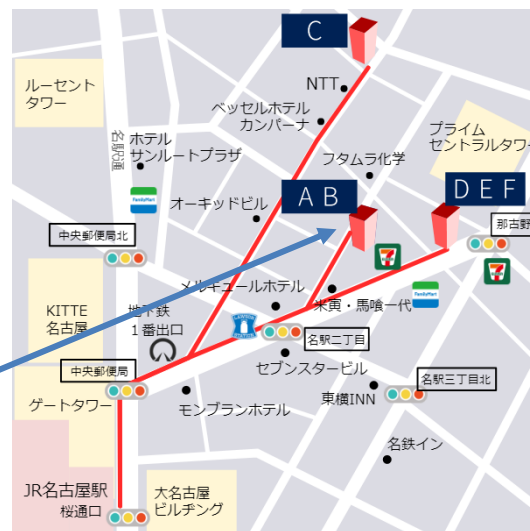 C
NTT
ルーセント
タワー
ベッセルホテル
カンパーナ
名駅通
ホテル
サンルートプラザ
プライム
セントラルタワー
フタムラ化学
FamilyMart
A B
D E F
オーキッドビル
中央郵便局北
那古野
メルキュールホテル
米寅・馬喰一代
FamilyMart
KITTE
名古屋
地下鉄
1番出口
LAWSON
名駅二丁目
セブンスタービル
中央郵便局
名駅三丁目北
東横INN
ゲートタワー
モンブランホテル
名鉄イン
JR名古屋駅
桜通口
大名古屋
ビルヂング